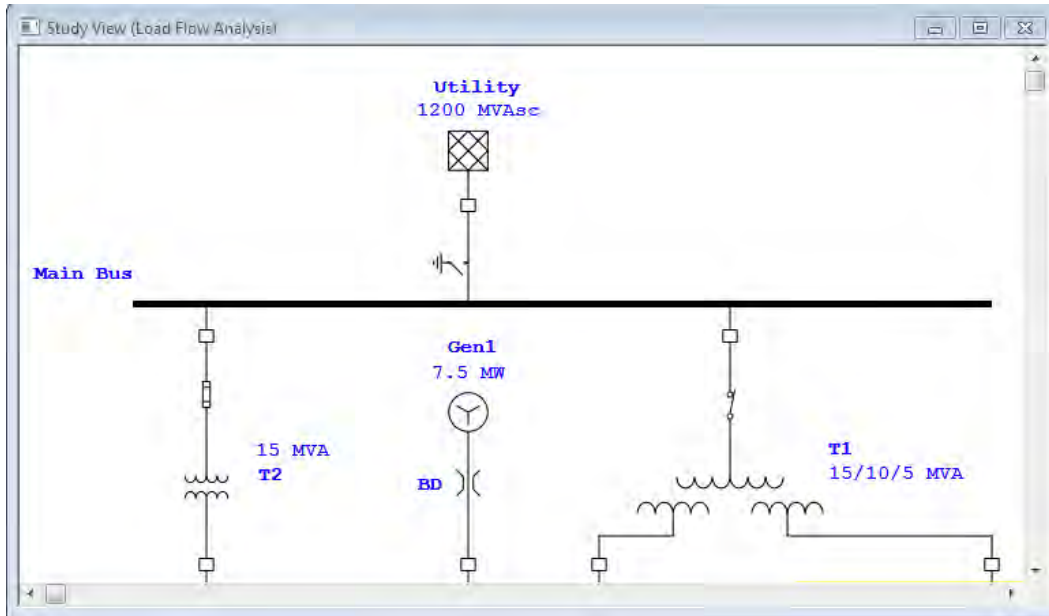 Study View (Load Flow Analysis)
Utility
1200 MVAsc
Main Bus
Gen1
7.5 MW
15 MVA
T2
BD
T1
15/10/5 MVA